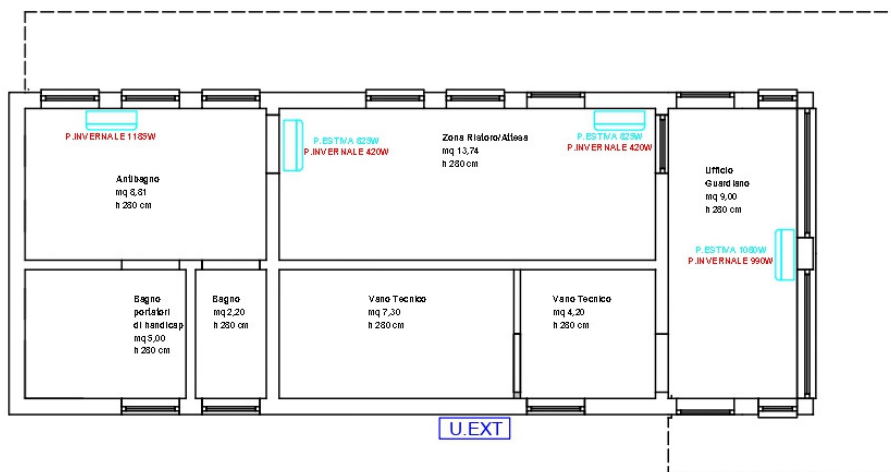 P.INVERNALE 1185W
Antibagno
mq 8,81
h 280 cm
P.ESTIVA 825W
P.INVERNALE 420W
Zona Ristoro/Attesa
mq 13,74
h 280 cm
P.ESTIVA 825W
P.INVERNALE 420W
Ufficio
Guardiano
mq 9,00
h 280 cm
P.ESTIVA 1080W
P.INVERNALE 990W
Bagno
portatori
di handicap
mq 5,00
h 280 cm
Bagno
mq 2,20
h 280 cm
Vano Tecnico
mq 7,30
h 280 cm
Vano Tecnico
mq 4,20
h 280 cm
U.EXT